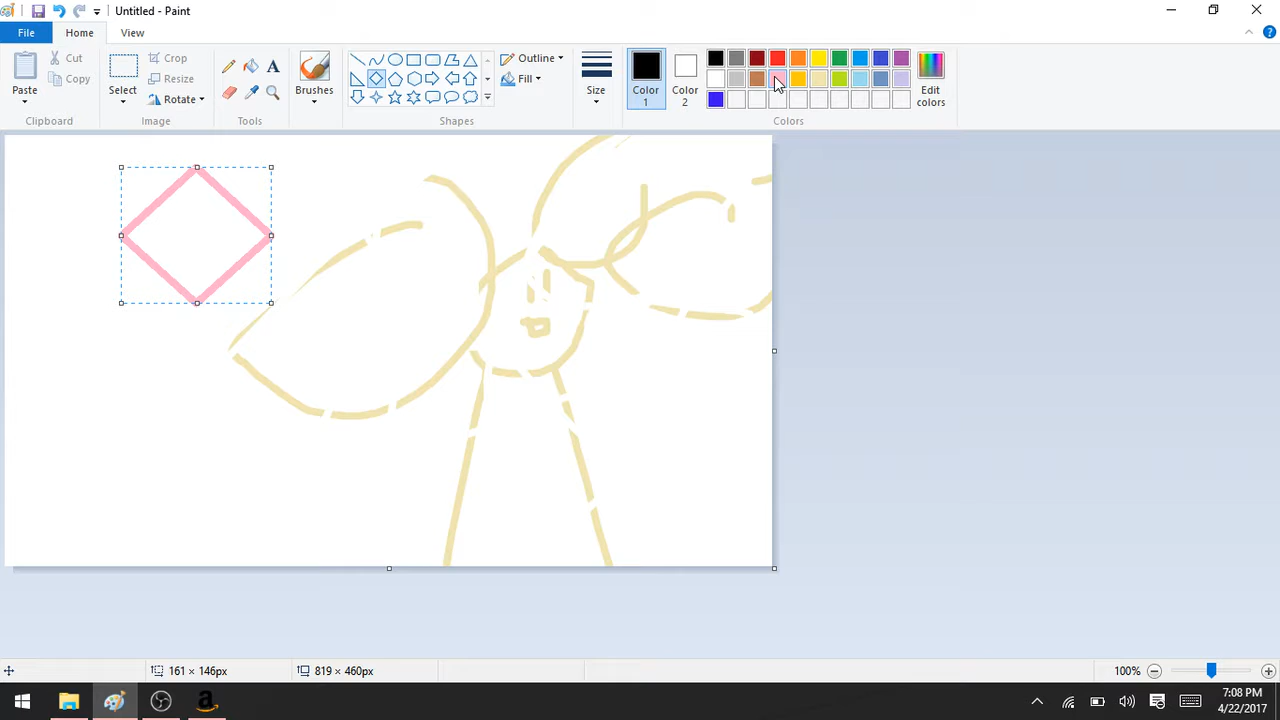 Untitled - Paint
File Home View
Paste
Cut
Copy
Clipboard
Select
Crop
Resize
Rotate
Image
Tools
Brushes
Shapes
Outline
Fill
Size
Color 1
Color 2
Edit colors
Colors
161 × 146px
819 × 460px
100%
7:08 PM
4/22/2017